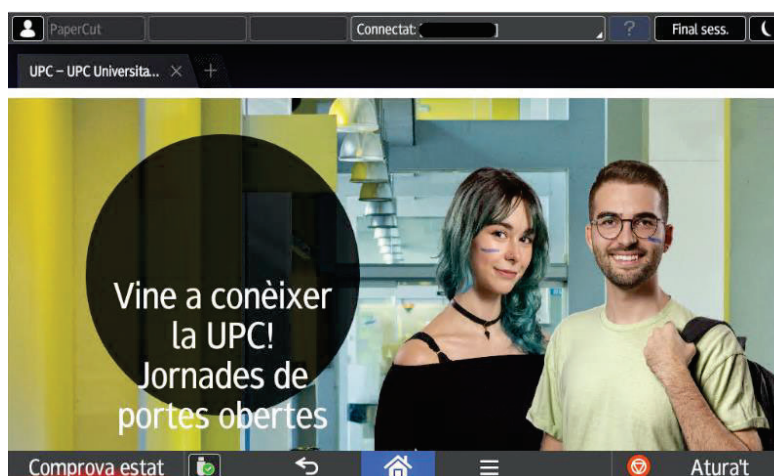 PaperCut
Connectat:
?
Final sess.
UPC – UPC Universita... × +
Vine a conèixer
la UPC!
Jornades de
portes obertes
Comprova estat
Atura't